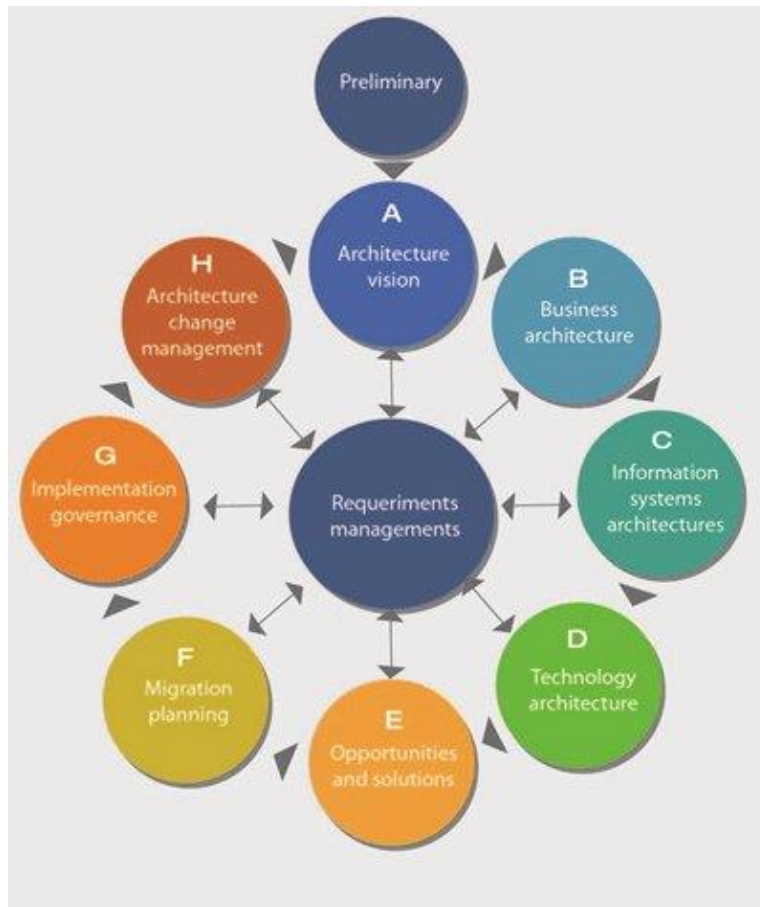 Preliminary
A
Architecture
vision
B
Business
architecture
C
Information
systems
architectures
D
Technology
architecture
E
Opportunities
and solutions
F
Migration
planning
G
Implementation
governance
H
Architecture
change
management
Requeriments
managements